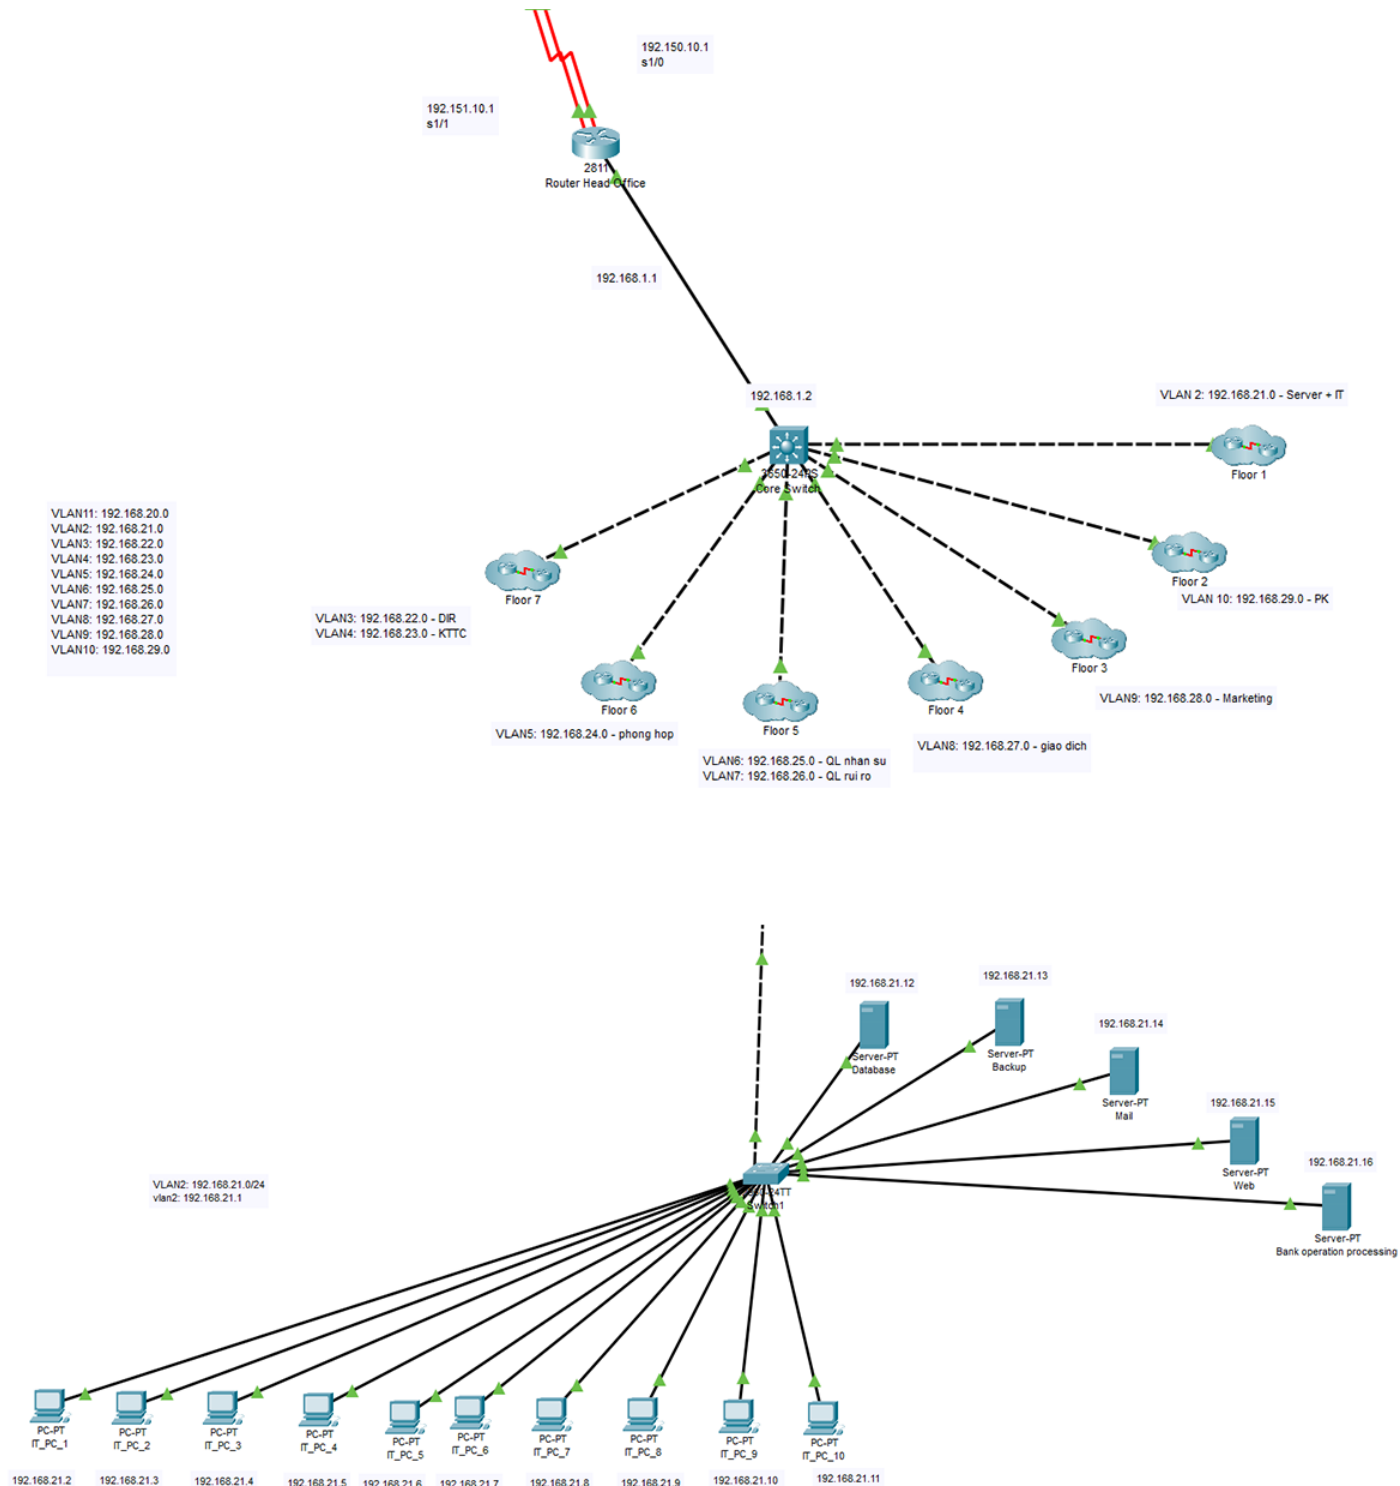 192.150.10.1
s1/0
192.151.10.1
s1/1
2811
Router Head Office
192.168.1.1
192.168.1.2
VLAN 2: 192.168.21.0 - Server + IT
Floor 1
Core Switch
VLAN11: 192.168.20.0
VLAN2: 192.168.21.0
VLAN3: 192.168.22.0
VLAN4: 192.168.23.0
VLAN5: 192.168.24.0
VLAN6: 192.168.25.0
VLAN7: 192.168.26.0
VLAN8: 192.168.27.0
VLAN9: 192.168.28.0
VLAN10: 192.168.29.0
Floor 2
VLAN 10: 192.168.29.0 - PK
Floor 7
VLAN3: 192.168.22.0 - DIR
VLAN4: 192.168.23.0 - KTTC
Floor 3
VLAN9: 192.168.28.0 - Marketing
Floor 6
VLAN5: 192.168.24.0 - phong hop
Floor 5
VLAN6: 192.168.25.0 - QL nhan su
VLAN7: 192.168.26.0 - QL rui ro
Floor 4
VLAN8: 192.168.27.0 - giao dich
192.168.21.12
Server-PT
Database
192.168.21.13
Server-PT
Backup
192.168.21.14
Server-PT
Mail
192.168.21.15
Server-PT
Web
192.168.21.16
Server-PT
Bank operation processing
VLAN2: 192.168.21.0/24
vlan2: 192.168.21.1
Switch1
PC-PT
IT_PC_1
PC-PT
IT_PC_2
PC-PT
IT_PC_3
PC-PT
IT_PC_4
PC-PT
IT_PC_5
PC-PT
IT_PC_6
PC-PT
IT_PC_7
PC-PT
IT_PC_8
PC-PT
IT_PC_9
PC-PT
IT_PC_10
192.168.21.2
192.168.21.3
192.168.21.4
192.168.21.5
192.168.21.6
192.168.21.7
192.168.21.8
192.168.21.9
192.168.21.10
192.168.21.11